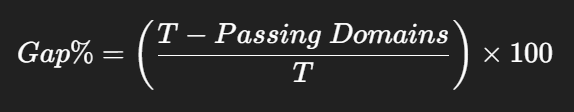 Gap% = (T − Passing Domains / T) × 100